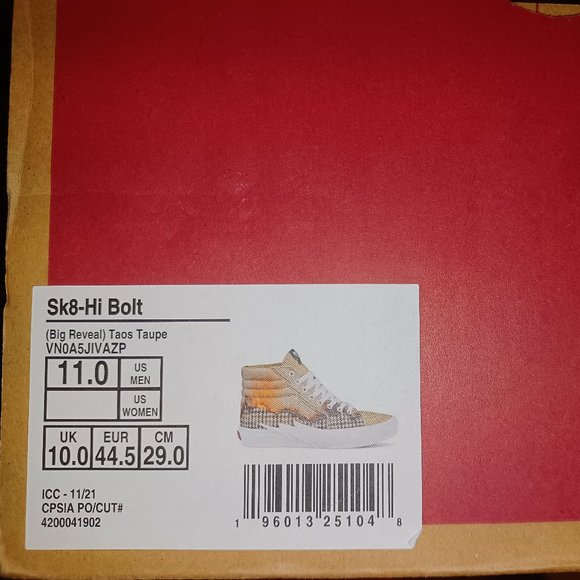 Sk8-Hi Bolt
(Big Reveal) Taos Taupe
VN0A5JIVAZP
11.0 US MEN
US WOMEN
UK 10.0 EUR 44.5 CM 29.0
ICC - 11/21
CPSIA PO/CUT#
4200041902
1 96013 25104 8